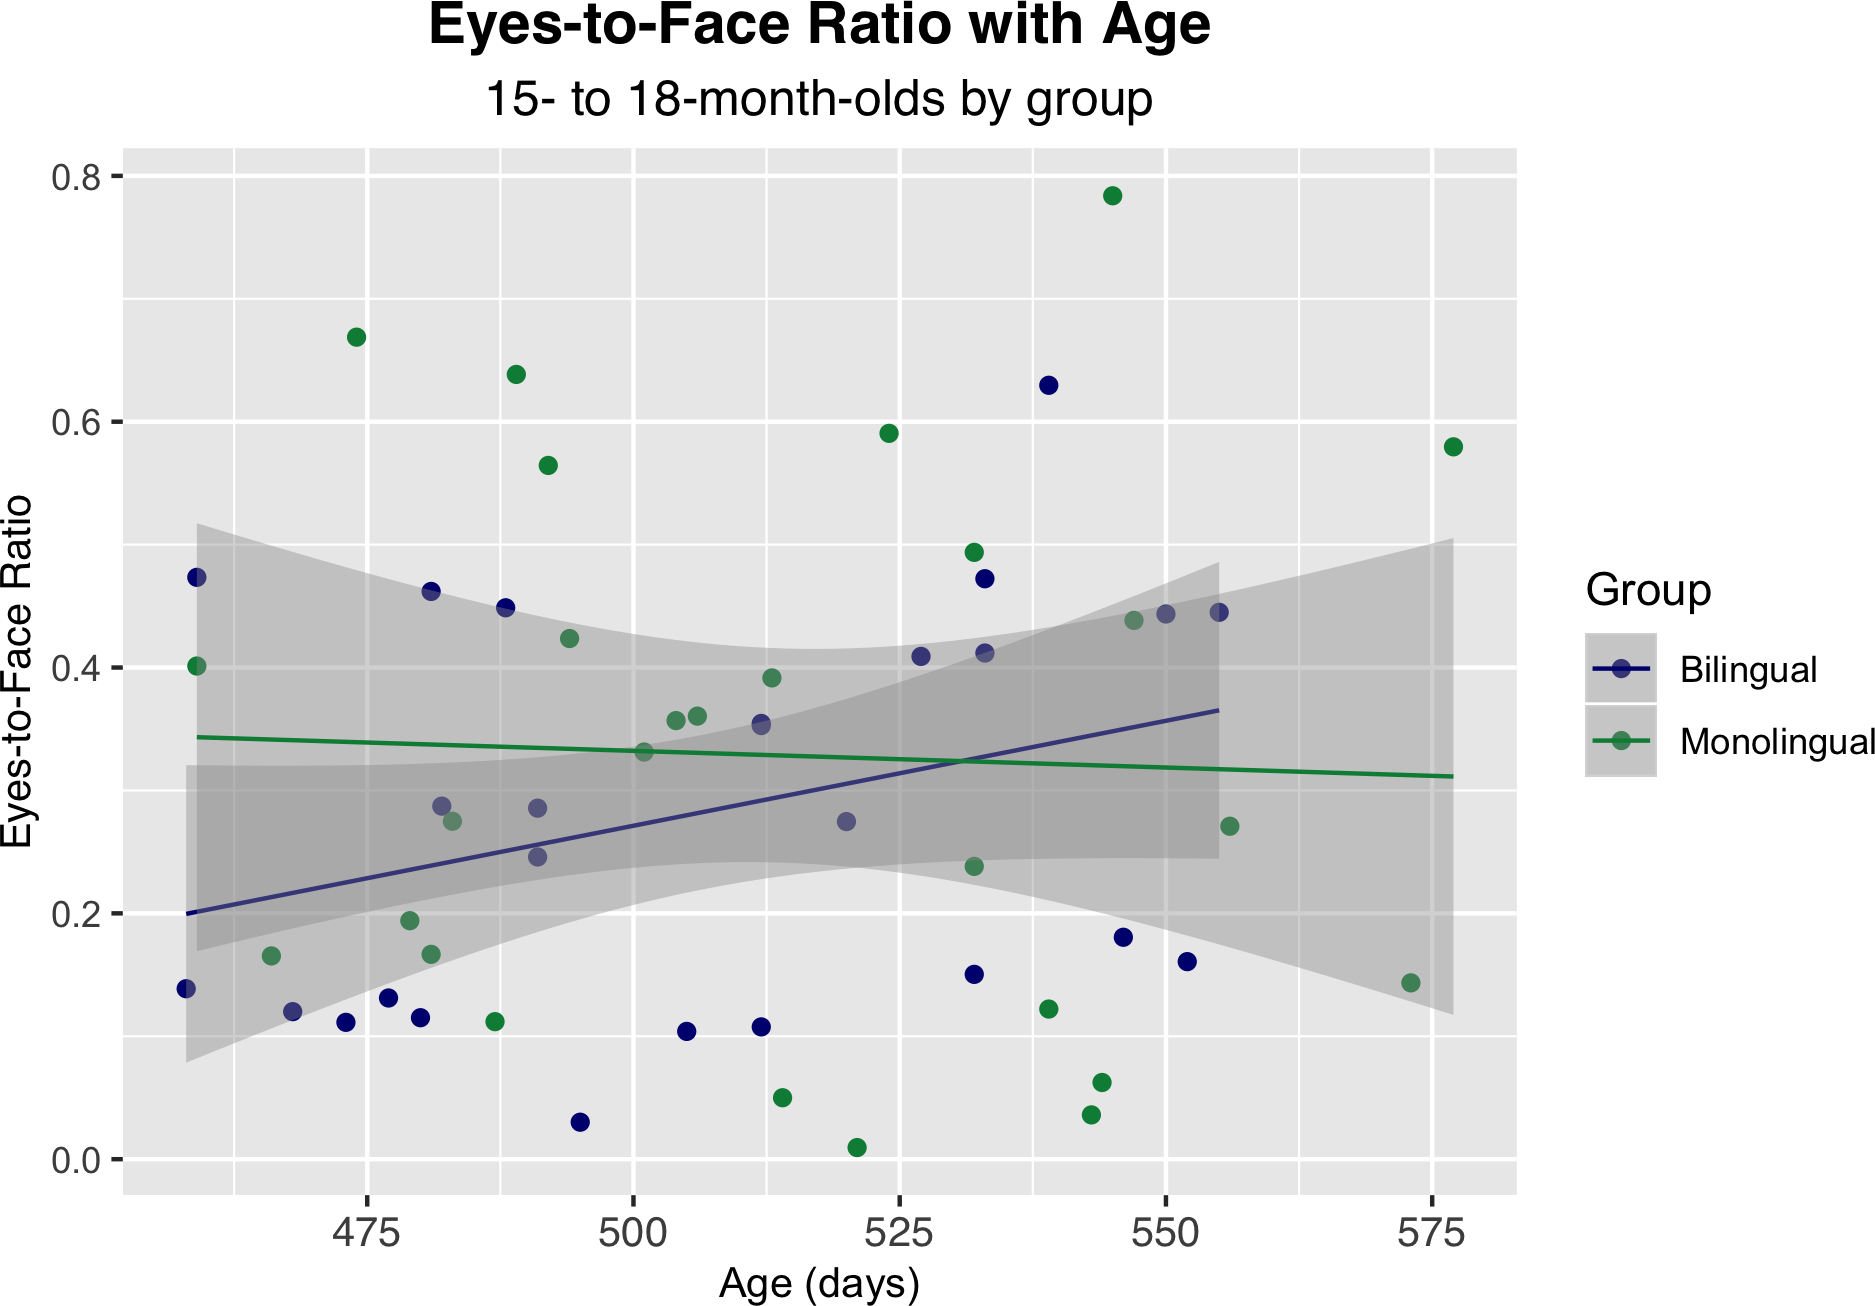 Eyes-to-Face Ratio with Age
15- to 18-month-olds by group
Eyes-to-Face Ratio
0.8
0.6
0.4
0.2
0.0
475 500 525 550 575
Age (days)
Group
Bilingual
Monolingual